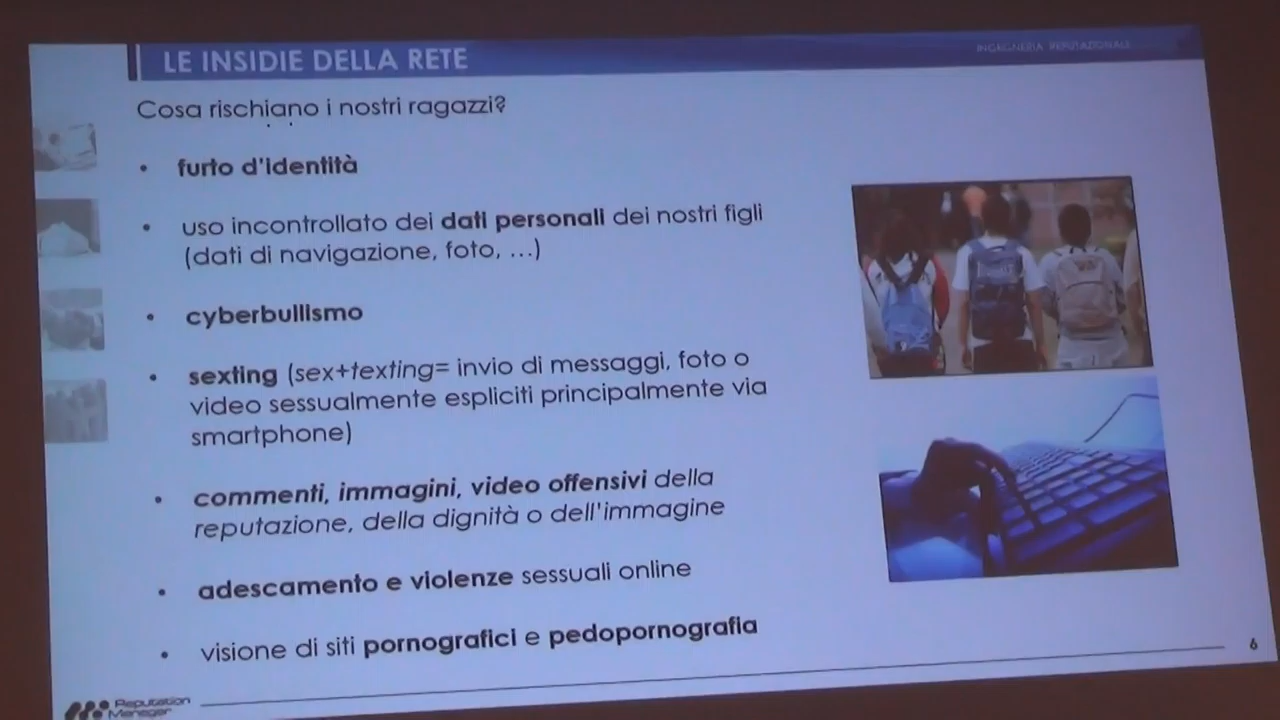 LE INSIDIE DELLA RETE
INGEGNERIA REPUTAZIONALE
Cosa rischiano i nostri ragazzi?
• furto d'identità
• uso incontrollato dei dati personali dei nostri figli
(dati di navigazione, foto, ...)
• cyberbullismo
• sexting (sex+texting= invio di messaggi, foto o
video sessualmente espliciti principalmente via
smartphone)
• commenti, immagini, video offensivi della
reputazione, della dignità o dell'immagine
• adescamento e violenze sessuali online
• visione di siti pornografici e pedopornografia
6
Reputation
Manager